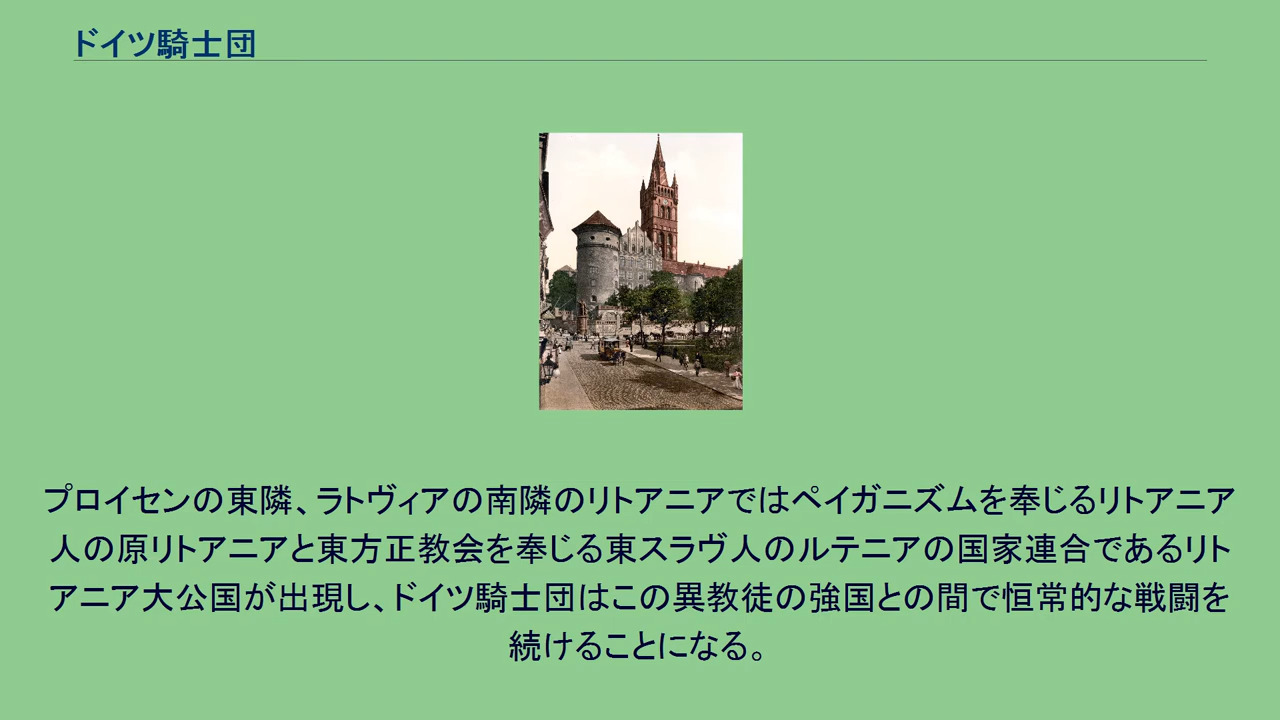 ドイツ騎士団
プロイセンの東隣、ラトヴィアの南隣のリトアニアではペイガニズムを奉じるリトアニア
人の原リトアニアと東方正教会を奉じる東スラヴ人のルテニアの国家連合であるリト
アニア大公国が出現し、ドイツ騎士団はこの異教徒の強国との間で恒常的な戦闘を
続けることになる。